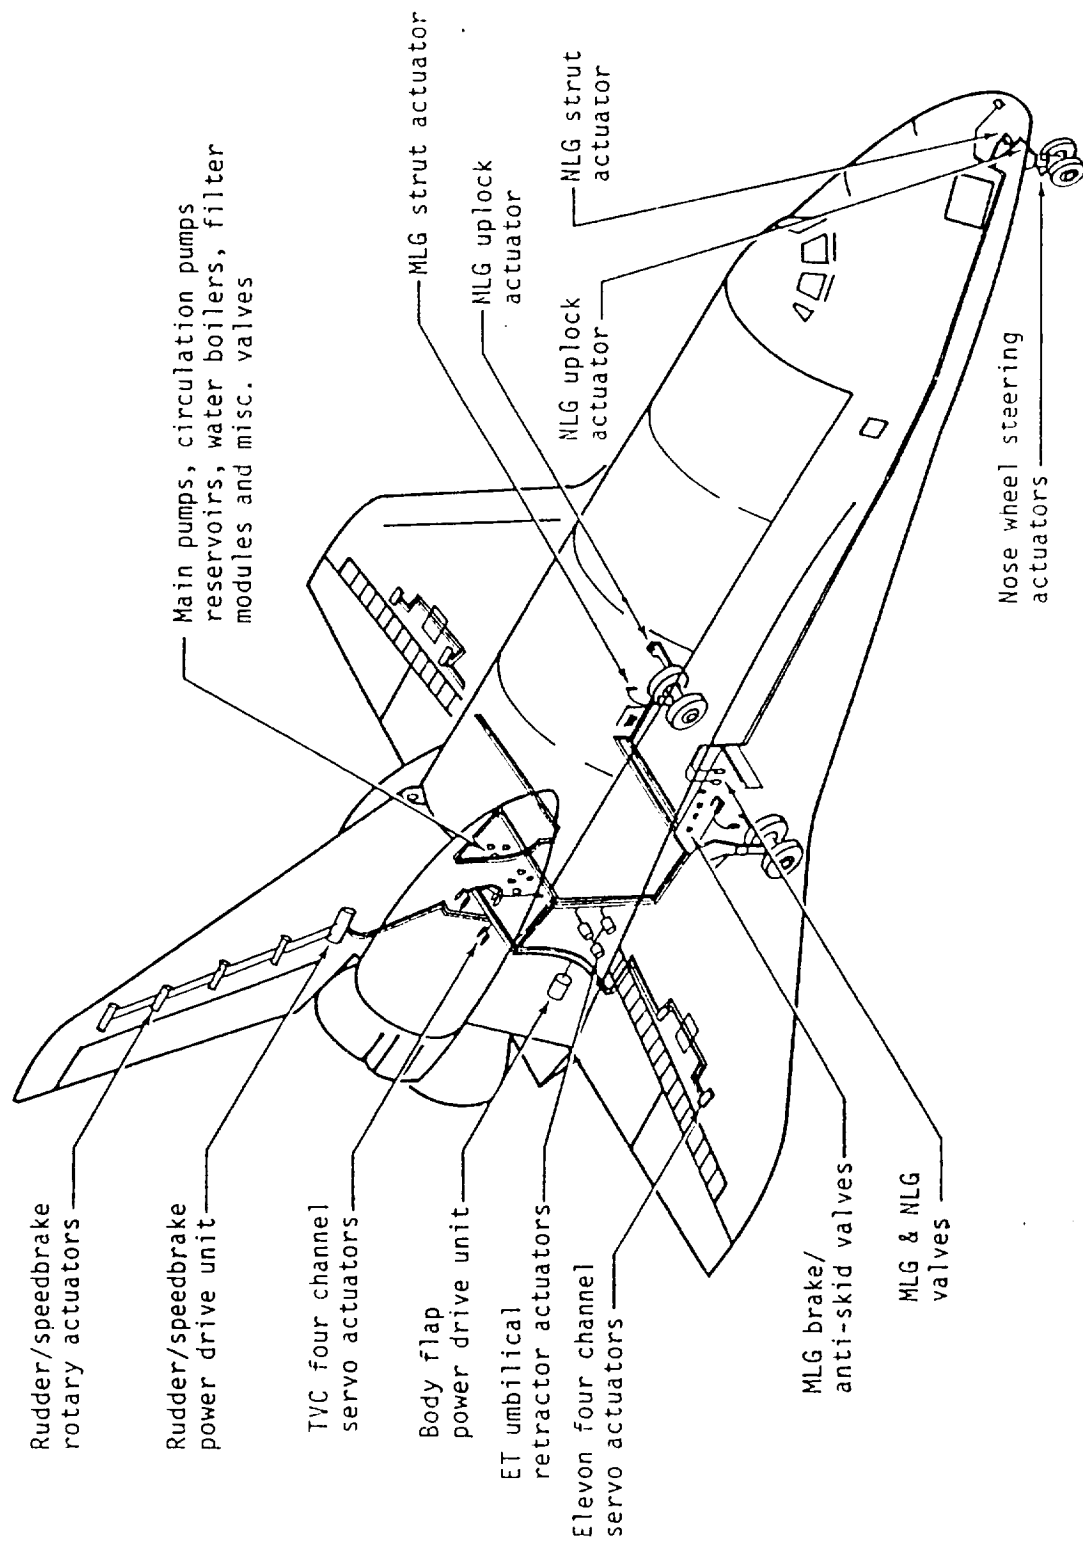 Rudder/speedbrake
rotary actuators
Rudder/speedbrake
power drive unit
TVC four channel
servo actuators
Body flap
power drive unit
ET umbilical
retractor actuators
Elevon four channel
servo actuators
MLG brake/
anti-skid valves
MLG & NLG
valves
Main pumps, circulation pumps
reservoirs, water boilers, filter
modules and misc. valves
MLG strut actuator
MLG uplock
actuator
NLG uplock
actuator
NLG strut
actuator
Nose wheel steering
actuators